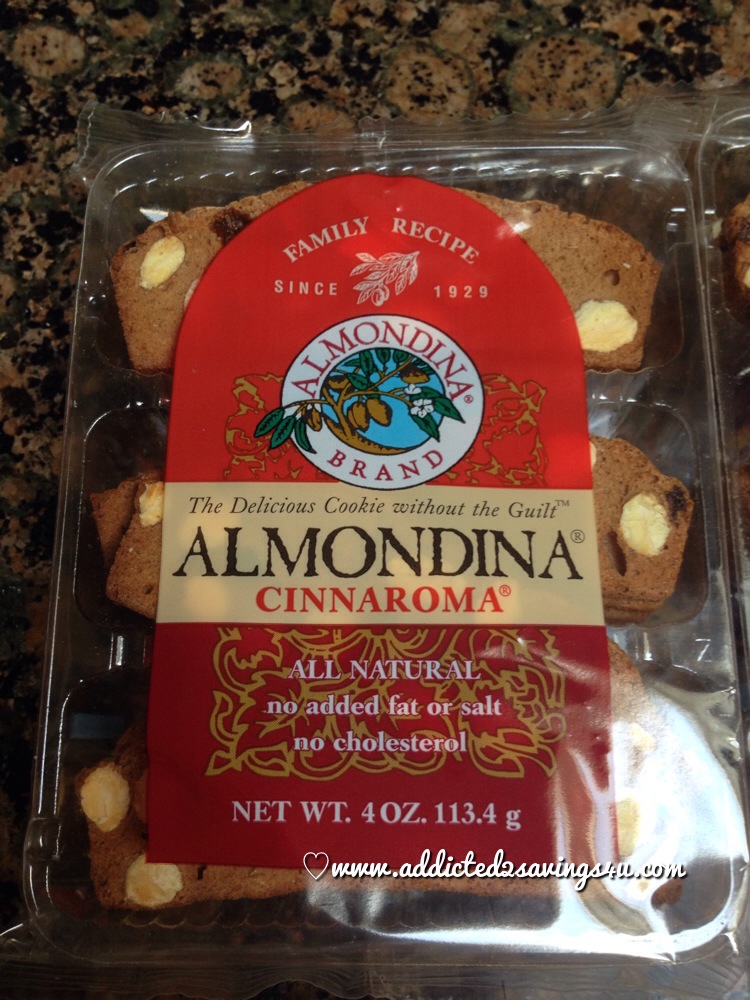 FAMILY RECIPE
SINCE 1929
ALMONDINA®
BRAND
The Delicious Cookie without the Guilt™
ALMONDINA®
CINNAROMA®
ALL NATURAL
no added fat or salt
no cholesterol
NET WT. 4 OZ. 113.4 g
♡www.addicted2savings4u.com